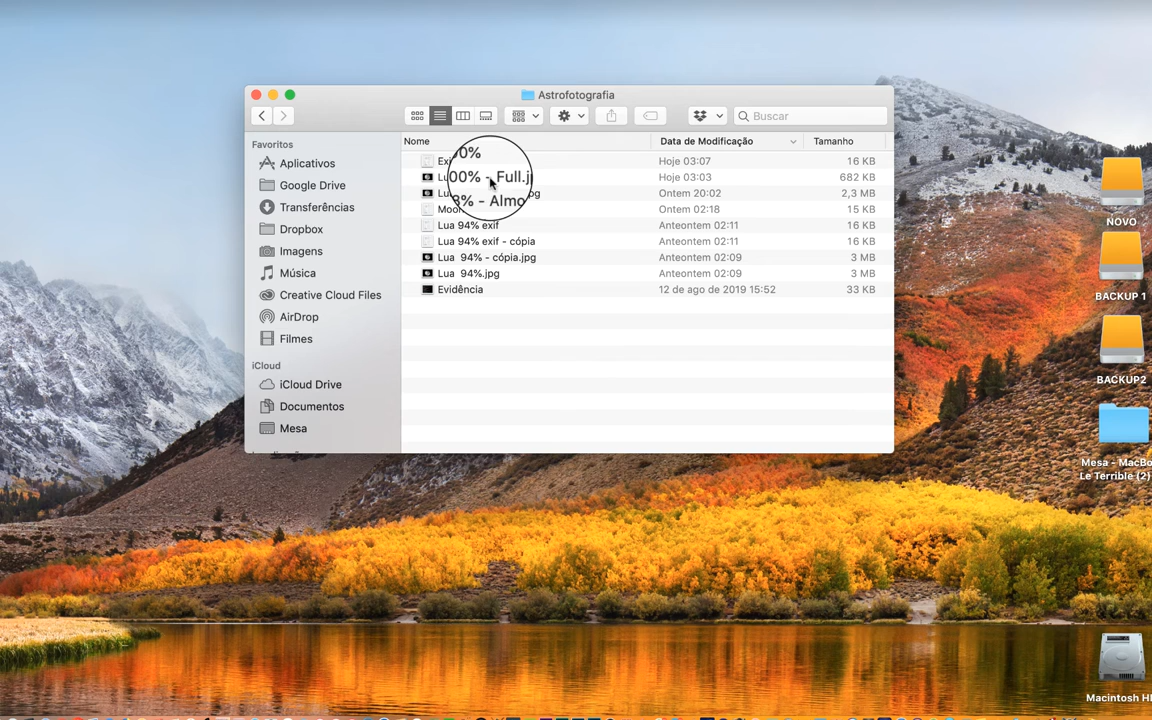 Astrofotografia
Buscar
Favoritos
Aplicativos
Google Drive
Transferências
Dropbox
Imagens
Música
Creative Cloud Files
AirDrop
Filmes
iCloud
iCloud Drive
Documentos
Mesa
Nome Data de Modificação Tamanho
Hoje 03:07 16 KB
00% - Full.j Hoje 03:03 682 KB
Ontem 20:02 2,3 MB
Ontem 02:18 15 KB
Lua 94% exif Anteontem 02:11 16 KB
Lua 94% exif - cópia Anteontem 02:11 16 KB
Lua 94% - cópia.jpg Anteontem 02:09 3 MB
Lua 94%.jpg Anteontem 02:09 3 MB
Evidência 12 de ago de 2019 15:52 33 KB
NOVO
BACKUP 1
BACKUP2
Mesa - MacBo
Le Terrible (2)
Macintosh H